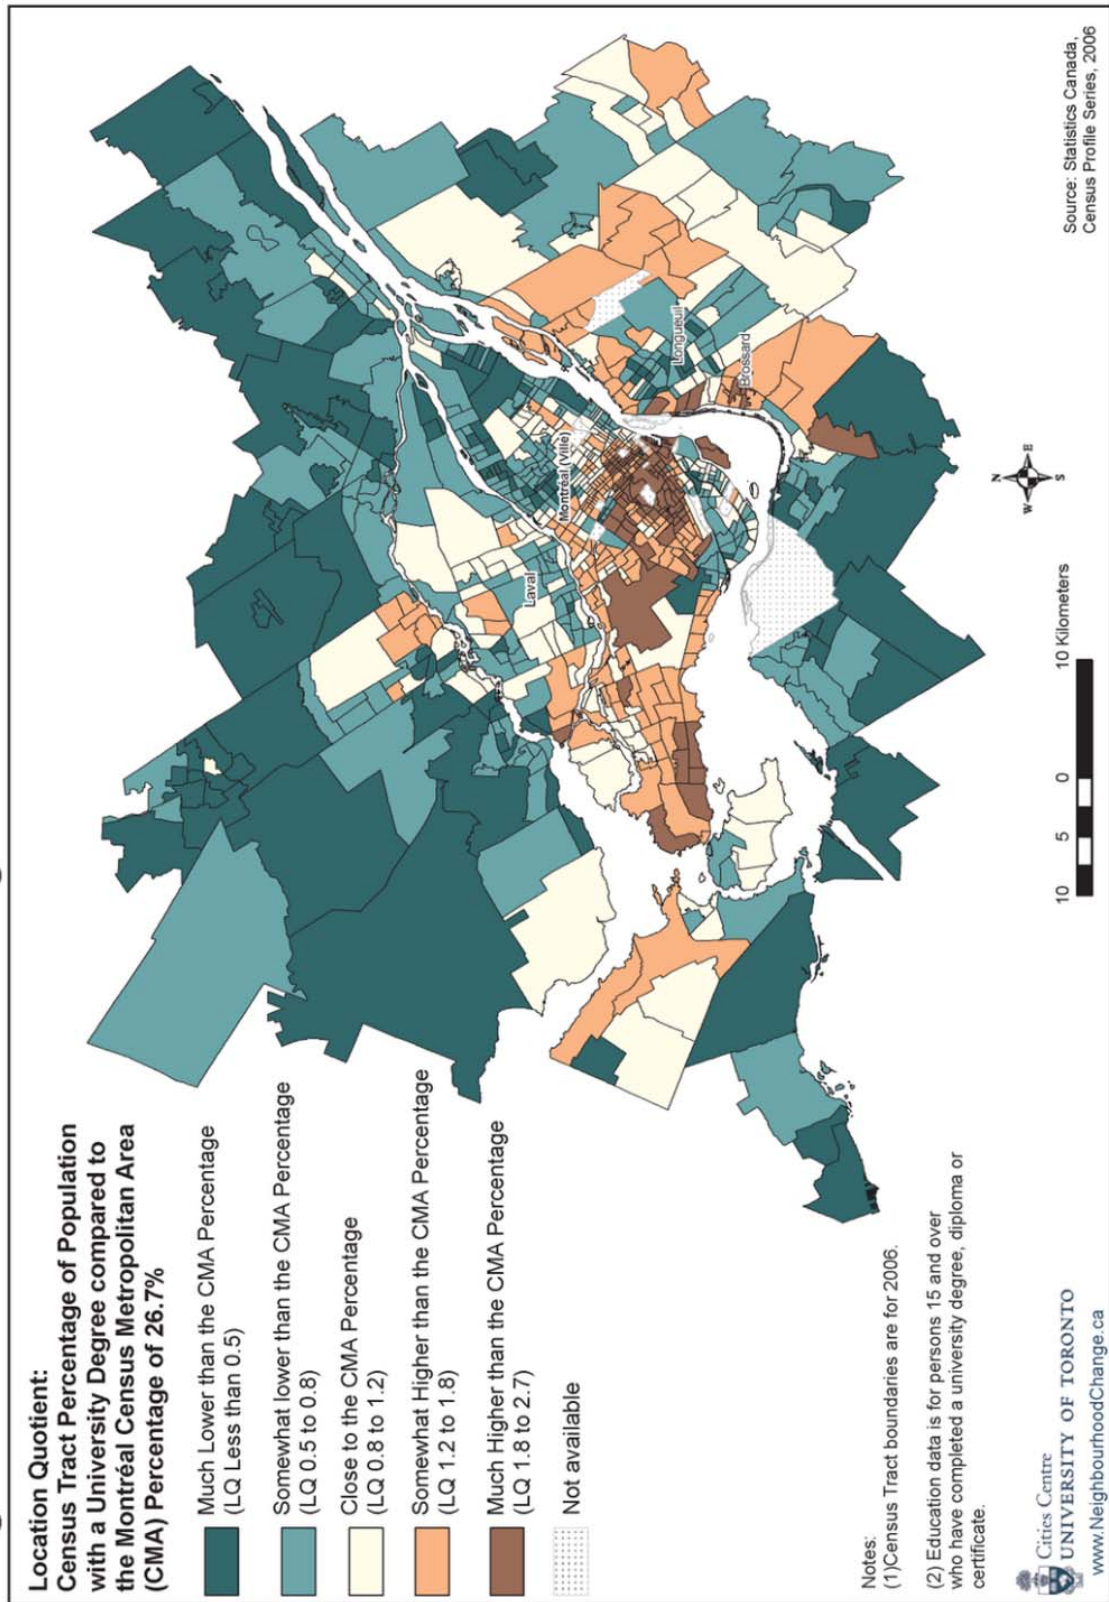 Location Quotient:
Census Tract Percentage of Population
with a University Degree compared to
the Montréal Census Metropolitan Area
(CMA) Percentage of 26.7%
Much Lower than the CMA Percentage
(LQ Less than 0.5)
Somewhat lower than the CMA Percentage
(LQ 0.5 to 0.8)
Close to the CMA Percentage
(LQ 0.8 to 1.2)
Somewhat Higher than the CMA Percentage
(LQ 1.2 to 1.8)
Much Higher than the CMA Percentage
(LQ 1.8 to 2.7)
Not available
Laval
Montréal (Ville)
Longueuil
Brossard
Notes:
(1)Census Tract boundaries are for 2006.
(2) Education data is for persons 15 and over
who have completed a university degree, diploma or
certificate.
Cities Centre
UNIVERSITY OF TORONTO
www.NeighbourhoodChange.ca
10 5 0 10 Kilometers
N
W E
S
Source: Statistics Canada,
Census Profile Series, 2006